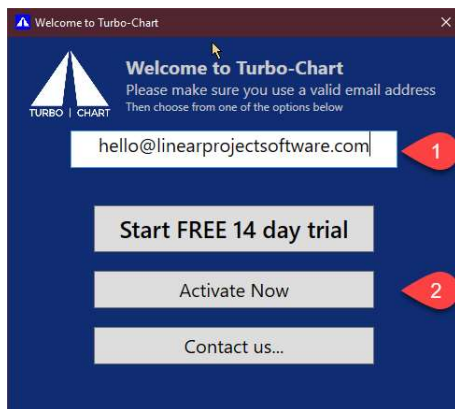 Welcome to Turbo-Chart
Welcome to Turbo-Chart
Please make sure you use a valid email address
Then choose from one of the options below
TURBO | CHART
hello@linearprojectsoftware.com
1
Start FREE 14 day trial
Activate Now
2
Contact us...